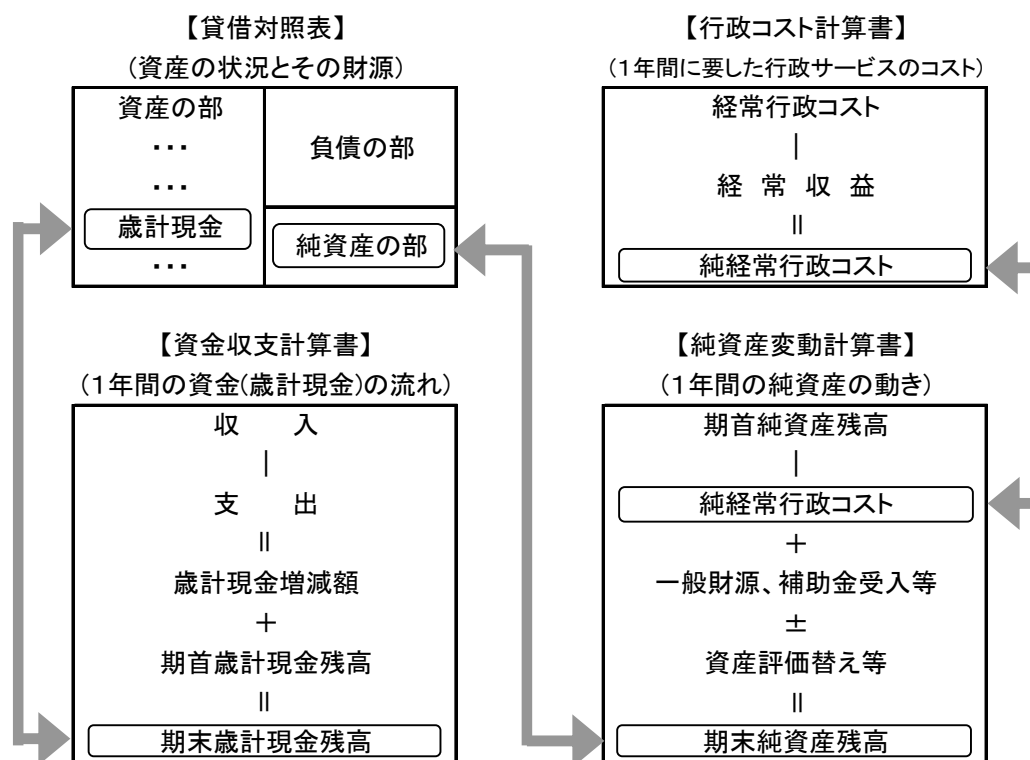 【貸借対照表】
(資産の状況とその財源)
資産の部
・・・
・・・
歳計現金
・・・
負債の部
純資産の部
【行政コスト計算書】
(1年間に要した行政サービスのコスト)
経常行政コスト
|
経 常 収 益
||
純経常行政コスト
【資金収支計算書】
(1年間の資金(歳計現金)の流れ)
収 入
|
支 出
||
歳計現金増減額
+
期首歳計現金残高
||
期末歳計現金残高
【純資産変動計算書】
(1年間の純資産の動き)
期首純資産残高
|
純経常行政コスト
+
一般財源、補助金受入等
±
資産評価替え等
||
期末純資産残高